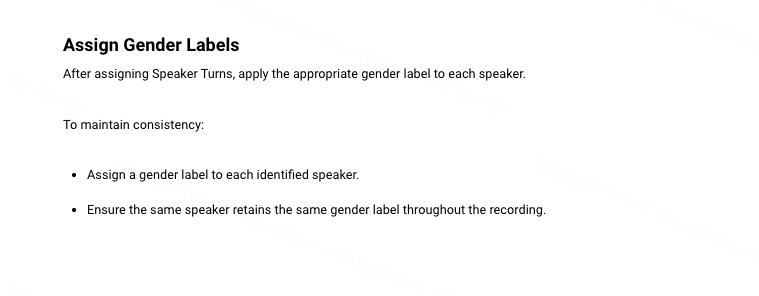 Assign Gender Labels
After assigning Speaker Turns, apply the appropriate gender label to each speaker.
To maintain consistency:
• Assign a gender label to each identified speaker.
• Ensure the same speaker retains the same gender label throughout the recording.